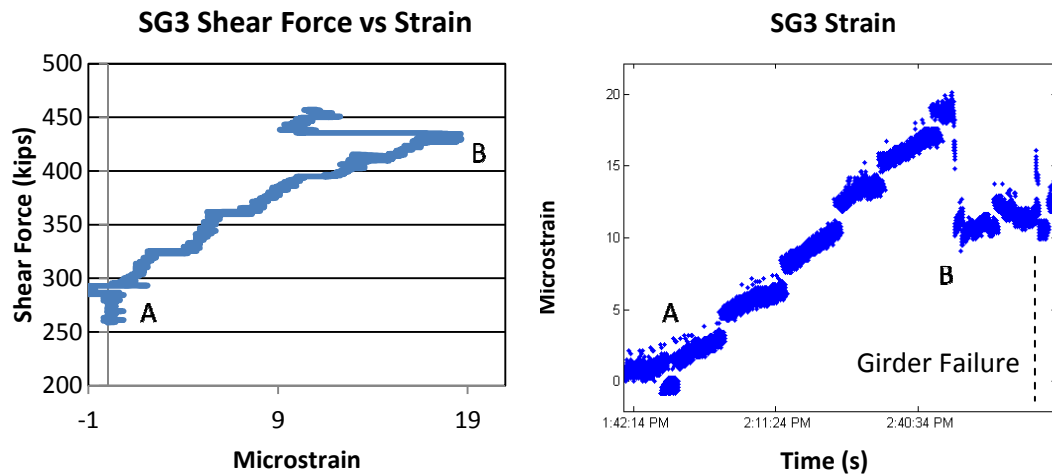 SG3 Shear Force vs Strain
Shear Force (kips)
500
450
400
350
300
250
200
A
B
-1 9 19
Microstrain
SG3 Strain
Microstrain
20
15
10
5
0
A
B
Girder Failure
1:42:14 PM 2:11:24 PM 2:40:34 PM
Time (s)